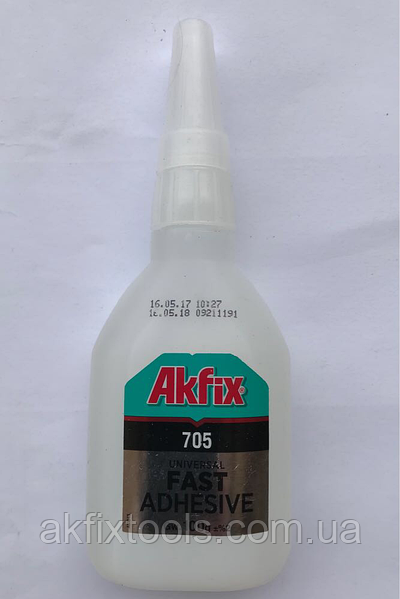 16.05.17 10:27
16.05.18 09211191
Akfix®
705
UNIVERSAL
FAST
ADHESIVE
akfixtools.com.ua